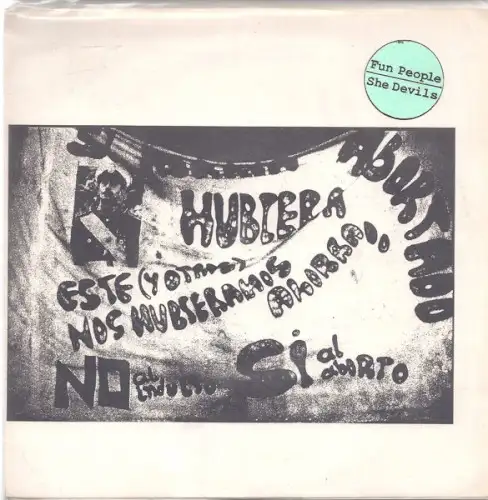 Fun People
She Devils
HUBIERA
ABORTADO
ESTE (Y OTROS)
NOS HUBIERAMOS
AHORRADO
NO al indulto
Si al aborto